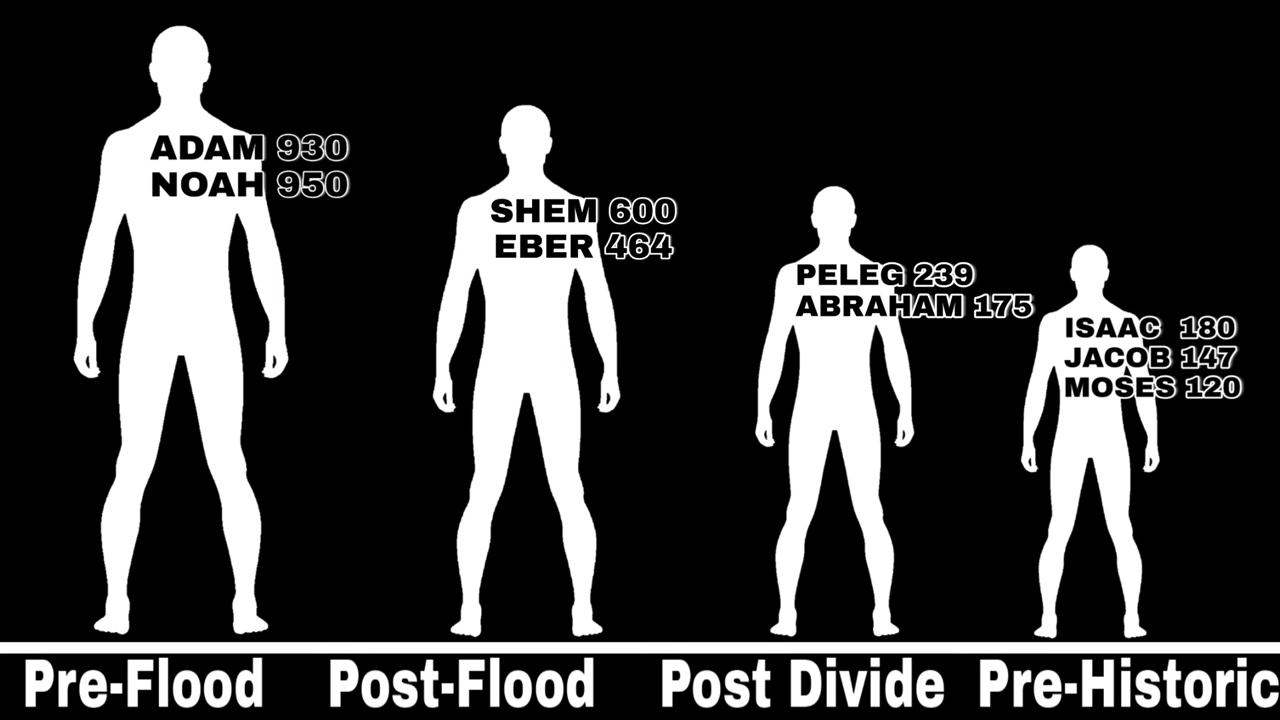 ADAM 930
NOAH 950
SHEM 600
EBER 464
PELEG 239
ABRAHAM 175
ISAAC 180
JACOB 147
MOSES 120
Pre-Flood
Post-Flood
Post Divide
Pre-Historic